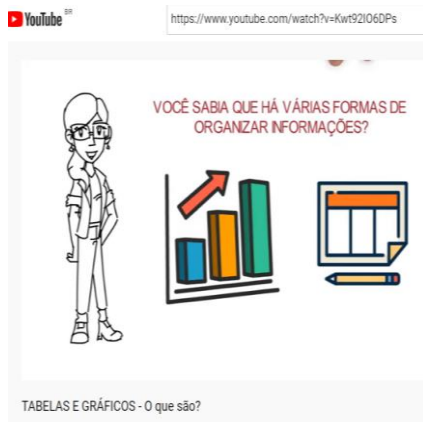 YouTube BR
https://www.youtube.com/watch?v=Kwt92IO6DPs
VOCÊ SABIA QUE HÁ VÁRIAS FORMAS DE
ORGANIZAR INFORMAÇÕES?
TABELAS E GRÁFICOS - O que são?